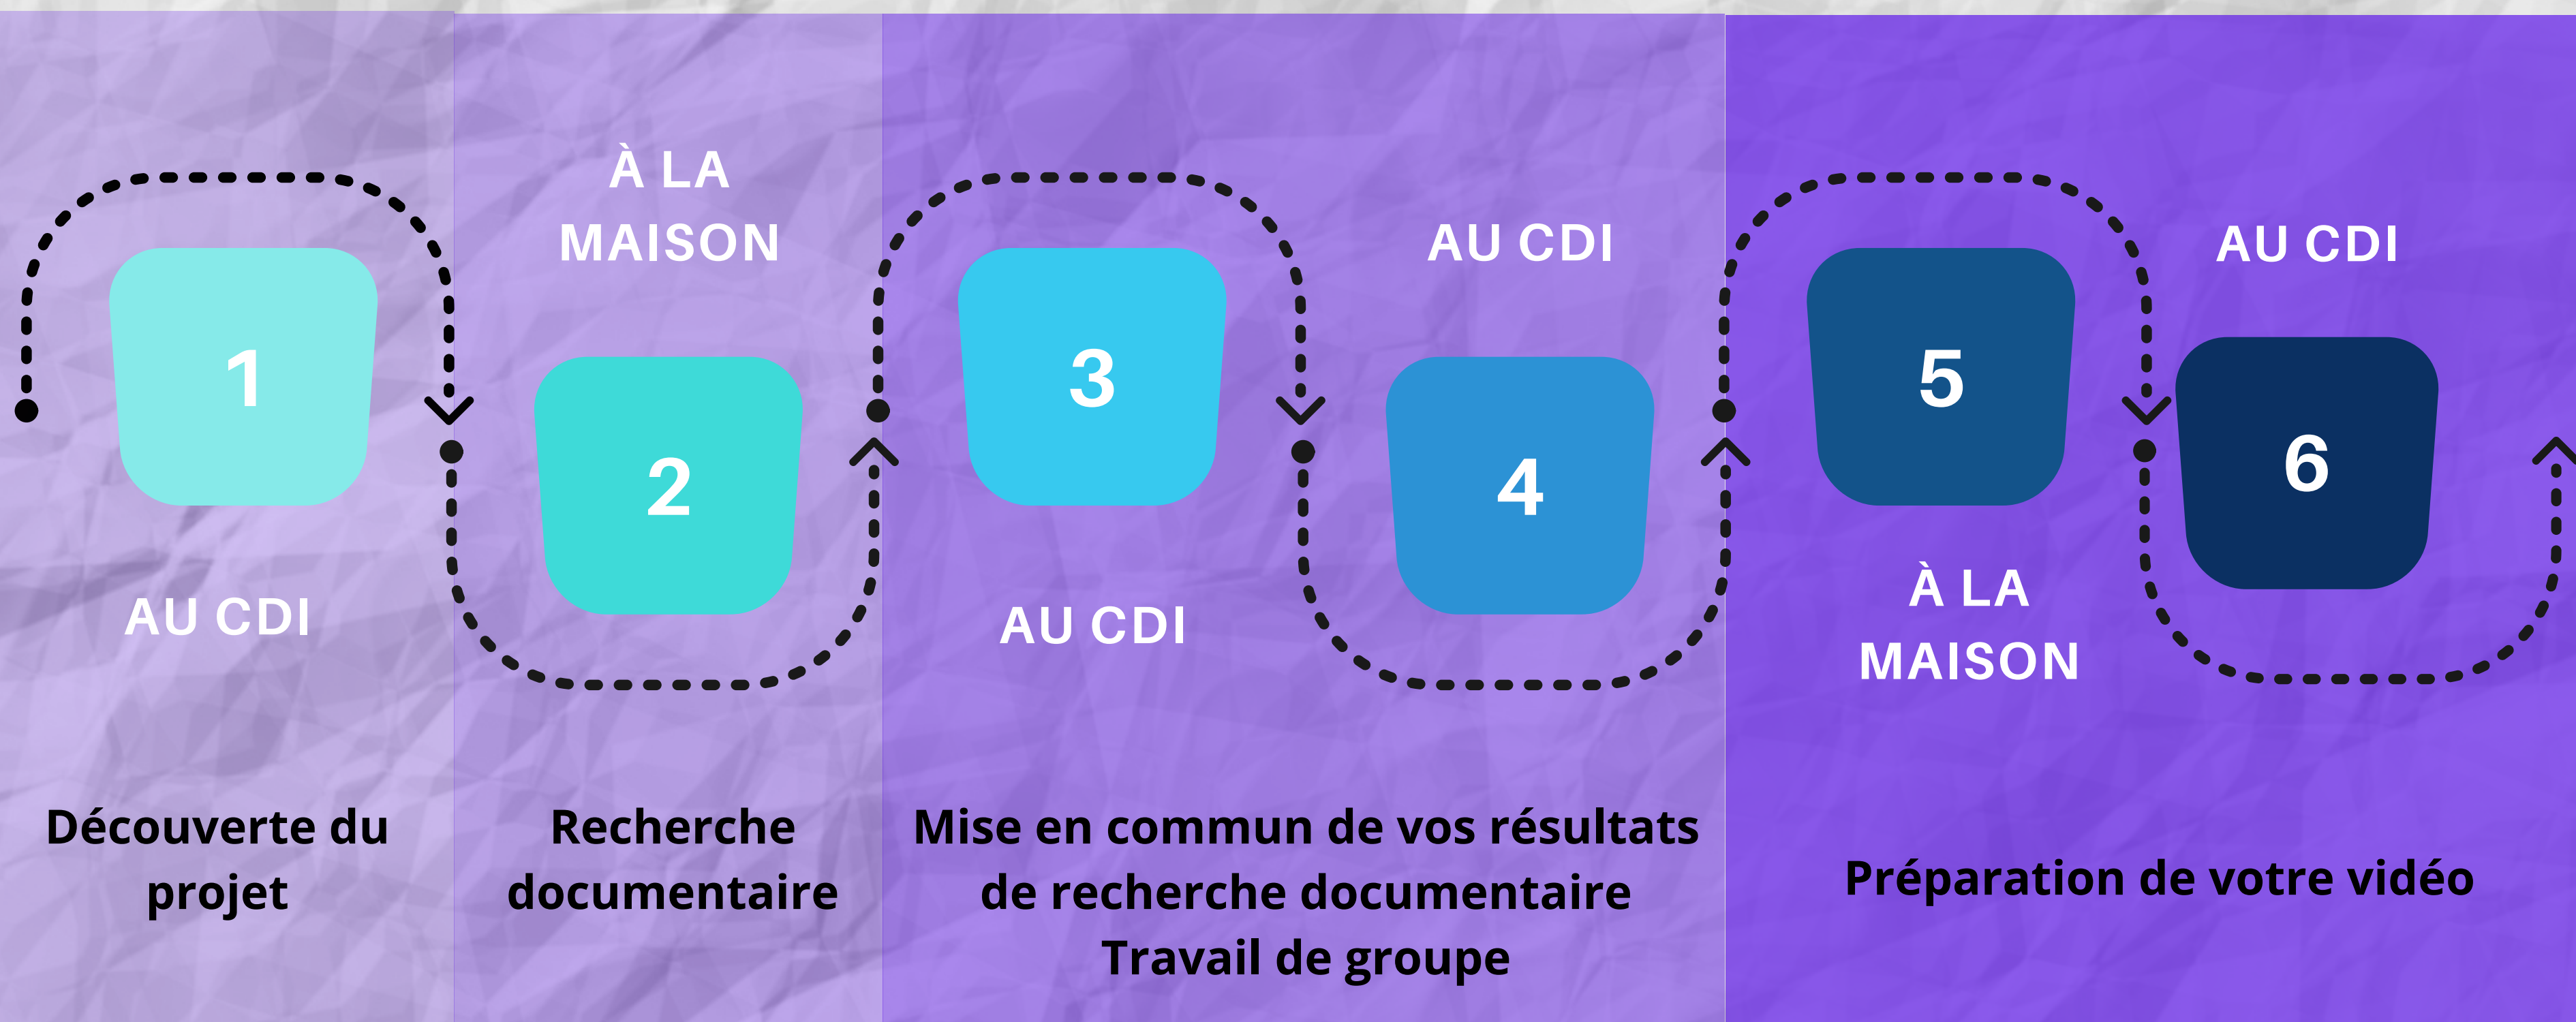 1
AU CDI
Découverte du
projet
À LA
MAISON
2
Recherche
documentaire
3
AU CDI
AU CDI
4
Mise en commun de vos résultats
de recherche documentaire
Travail de groupe
5
À LA
MAISON
AU CDI
6
Préparation de votre vidéo